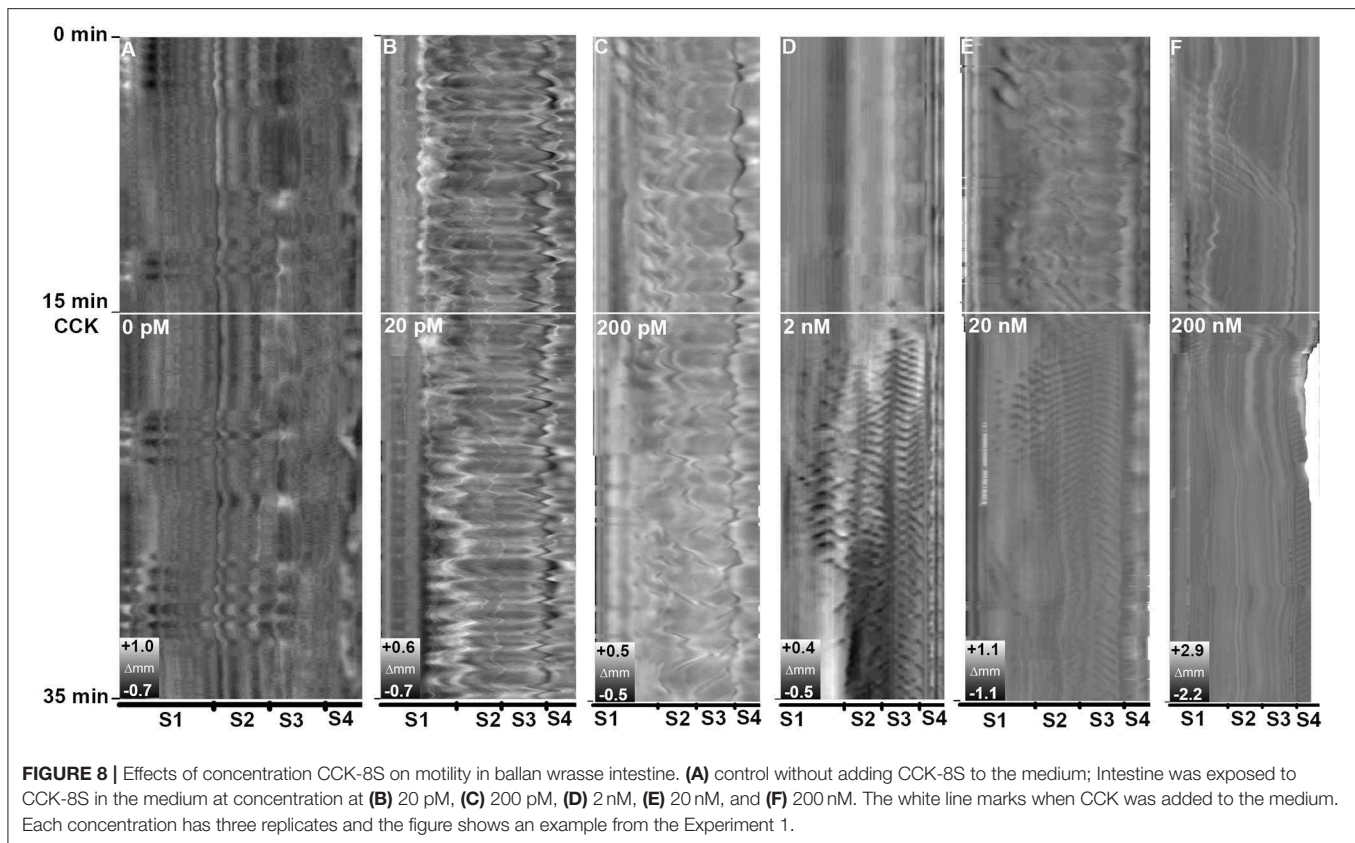 0 min
A B C D E F
15 min
CCK
0 pM 20 pM 200 pM 2 nM 20 nM 200 nM
+1.0 +0.6 +0.5 +0.4 +1.1 +2.9
Δmm Δmm Δmm Δmm Δmm Δmm
-0.7 -0.7 -0.5 -0.5 -1.1 -2.2
35 min
S1 S2 S3 S4 S1 S2 S3 S4 S1 S2 S3 S4 S1 S2 S3 S4 S1 S2 S3 S4 S1 S2 S3 S4
FIGURE 8 | Effects of concentration CCK-8S on motility in ballan wrasse intestine. (A) control without adding CCK-8S to the medium; Intestine was exposed to
CCK-8S in the medium at concentration at (B) 20 pM, (C) 200 pM, (D) 2 nM, (E) 20 nM, and (F) 200 nM. The white line marks when CCK was added to the medium.
Each concentration has three replicates and the figure shows an example from the Experiment 1.